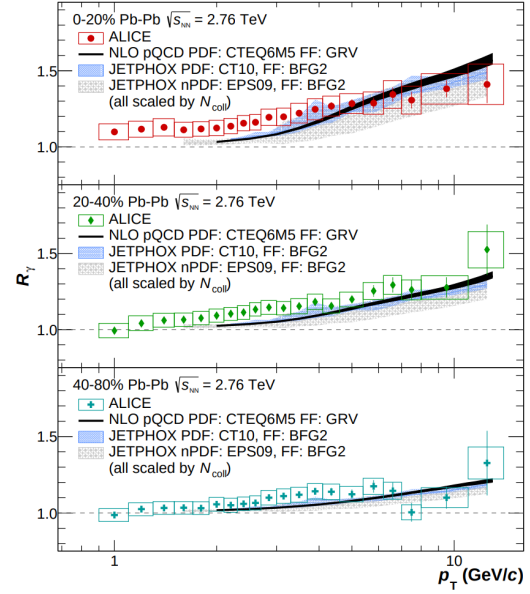 0-20% Pb-Pb √s_NN = 2.76 TeV
ALICE
NLO pQCD PDF: CTEQ6M5 FF: GRV
JETPHOX PDF: CT10, FF: BFG2
JETPHOX nPDF: EPS09, FF: BFG2
(all scaled by N_coll)
1.5
1.0
20-40% Pb-Pb √s_NN = 2.76 TeV
ALICE
NLO pQCD PDF: CTEQ6M5 FF: GRV
JETPHOX PDF: CT10, FF: BFG2
JETPHOX nPDF: EPS09, FF: BFG2
(all scaled by N_coll)
R_γ
1.5
1.0
40-80% Pb-Pb √s_NN = 2.76 TeV
ALICE
NLO pQCD PDF: CTEQ6M5 FF: GRV
JETPHOX PDF: CT10, FF: BFG2
JETPHOX nPDF: EPS09, FF: BFG2
(all scaled by N_coll)
1.5
1.0
1 10
p_T (GeV/c)